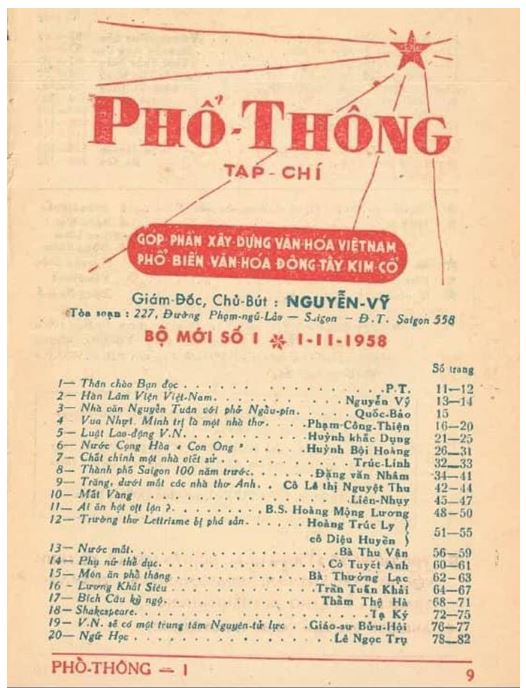 PHỔ-THÔNG
TẠP-CHÍ
GÓP PHẦN XÂY DỰNG VĂN-HÓA VIỆTNAM
PHỔ BIẾN VĂN-HÓA ĐÔNG TÂY KIM CỔ
Giám-Đốc, Chủ-Bút : NGUYỄN-VỸ
Tòa soạn : 227, Đường Phạm-ngũ-Lão — Saigon — Đ.T. Saigon 558
BỘ MỚI SỐ 1 * 1-11-1958
Số trang
1— Thân chào Bạn đọc . . . . . . . . . . . . P.T. 11—12
2— Hàn Lâm Viện Việt-Nam. . . . . . . . . . . Nguyễn Vỹ 13—14
3— Nhà văn Nguyễn Tuân với phở Ngầu-pín. . . . . . Quốc-Bảo 15
4— Vua Nhựt. Minh trị là một nhà thơ. . . . . Phạm-Công-Thiện 16—20
5— Luật Lao-động V.N. . . . . . . . . . Huỳnh khắc Dụng 21—25
6— Nước Cộng Hòa « Con Ong » . . . . . . . Huỳnh Bội Hoàng 26—31
7— Chất chính một nhà viết sử . . . . . . . . . Trúc-Linh 32—33
8— Thành phố Saigon 100 năm trước. . . . . . Đặng văn Nhâm 34—41
9— Trăng, dưới mắt các nhà thơ Anh . . Cô Lê thị Nguyệt Thu 42—44
10— Mắt Vàng . . . . . . . . . . . . Liên-Nhụy 45—47
11— Ai ăn hột vịt lộn ?. . . . . . B.S. Hoàng Mộng Lương 48—50
12— Trường thơ Lettrisme bị phá sản. . . . . Hoàng Trúc Ly }
cô Diệu Huyền } 51—55
13— Nước mắt. . . . . . . . . . . . . Bà Thu Vân 56—59
14— Phụ nữ thể dục. . . . . . . . . . . Cô Tuyết Anh 60—61
15— Món ăn phổ thông . . . . . . . . Bà Thường Lạc 62—63
16— Lương Khải Siêu . . . . . . . . Trần Tuấn Khải 64—67
17— Bích Câu kỳ ngộ. . . . . . . . . . Thẩm Thệ Hà 68—71
18— Shakespeare. . . . . . . . . . . . . Tạ Ký 72—75
19— V.N. sẽ có một trung tâm Nguyên-tử lực . Giáo-sư Bửu-Hội 76—77
20— Ngữ Học . . . . . . . . . . . . Lê Ngọc Trụ 78—82
PHỔ-THÔNG — 1
9